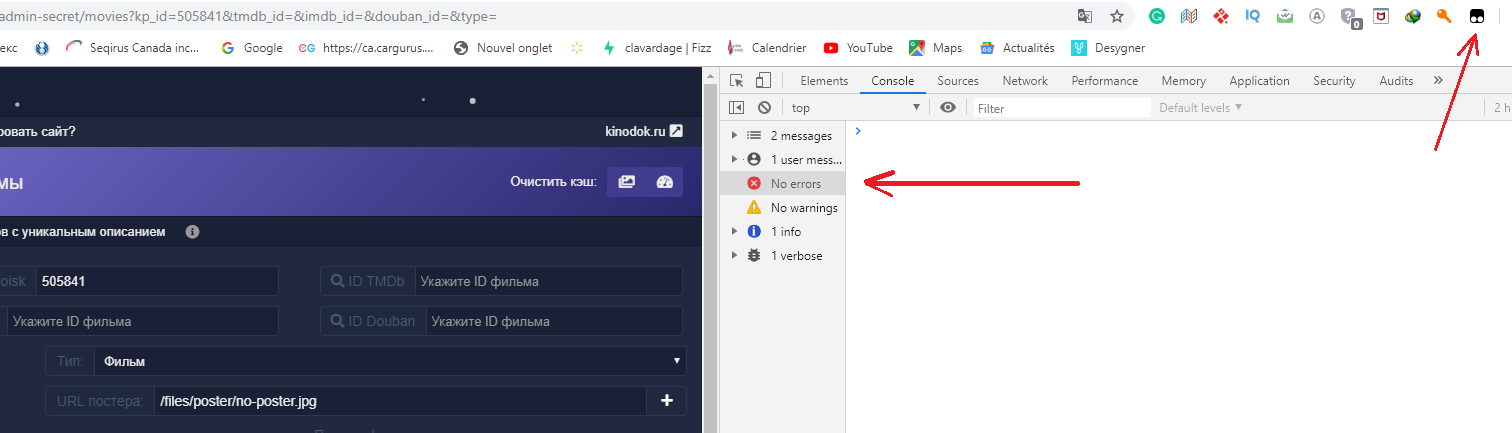 admin-secret/movies?kp_id=505841&tmdb_id=&imdb_id=&douban_id=&type=
IQ
0
екс
Seqirus Canada inc...
Google
CG
https://ca.cargurus....
Nouvel onglet
clavardage | Fizz
Calendrier
YouTube
Maps
Actualités
Desygner
Elements
Console
Sources
Network
Performance
Memory
Application
Security
Audits
»
top
Filter
Default levels
2 h
2 messages
1 user mess...
No errors
No warnings
1 info
1 verbose
ровать сайт?
kinodok.ru
мы
Очистить кэш:
ов с уникальным описанием
oisk
505841
ID TMDb
Укажите ID фильма
Укажите ID фильма
ID Douban
Укажите ID фильма
Тип:
Фильм
URL постера:
/files/poster/no-poster.jpg